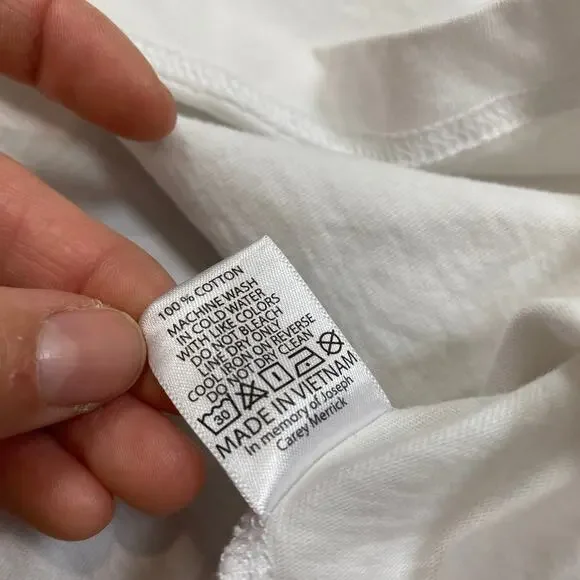 100% COTTON
MACHINE WASH
IN COLD WATER
WITH LIKE COLORS
DO NOT BLEACH
LINE DRY ONLY
COOL IRON ON REVERSE
DO NOT DRY CLEAN
30
MADE IN VIETNAM
In memory of Joseph
Carey Merrick